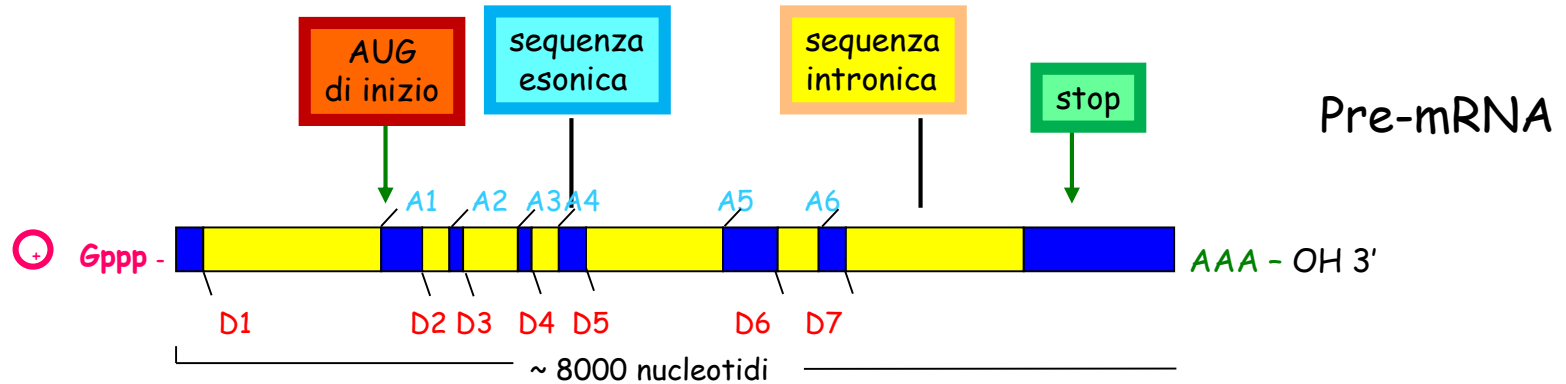 AUG
di inizio
sequenza
esonica
sequenza
intronica
stop
Pre-mRNA
A1 A2 A3 A4 A5 A6
+ Gppp - AAA - OH 3'
D1 D2 D3 D4 D5 D6 D7
~ 8000 nucleotidi